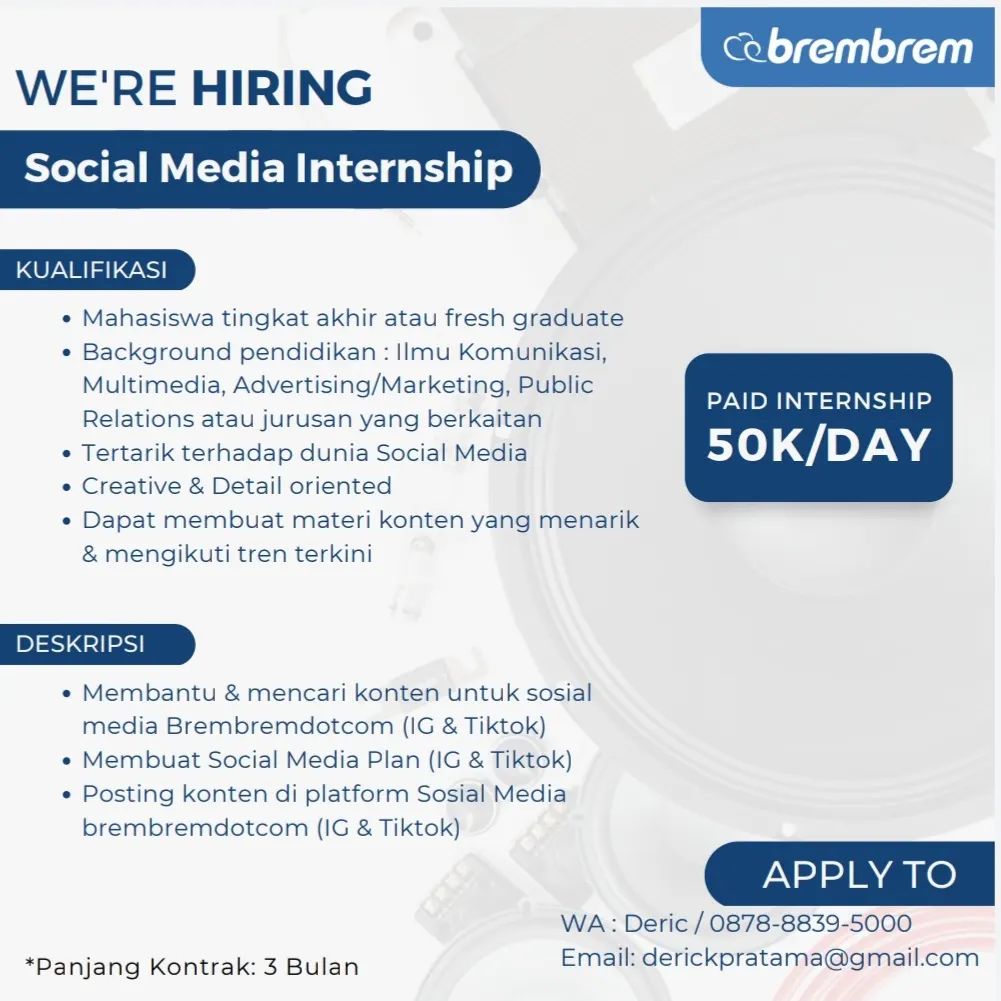 brembrem
WE'RE HIRING
Social Media Internship
KUALIFIKASI
• Mahasiswa tingkat akhir atau fresh graduate
• Background pendidikan : Ilmu Komunikasi,
Multimedia, Advertising/Marketing, Public
Relations atau jurusan yang berkaitan
• Tertarik terhadap dunia Social Media
• Creative & Detail oriented
• Dapat membuat materi konten yang menarik
& mengikuti tren terkini
PAID INTERNSHIP
50K/DAY
DESKRIPSI
• Membantu & mencari konten untuk sosial
media Brembremdotcom (IG & Tiktok)
• Membuat Social Media Plan (IG & Tiktok)
• Posting konten di platform Sosial Media
brembremdotcom (IG & Tiktok)
APPLY TO
WA : Deric / 0878-8839-5000
Email: derickpratama@gmail.com
*Panjang Kontrak: 3 Bulan